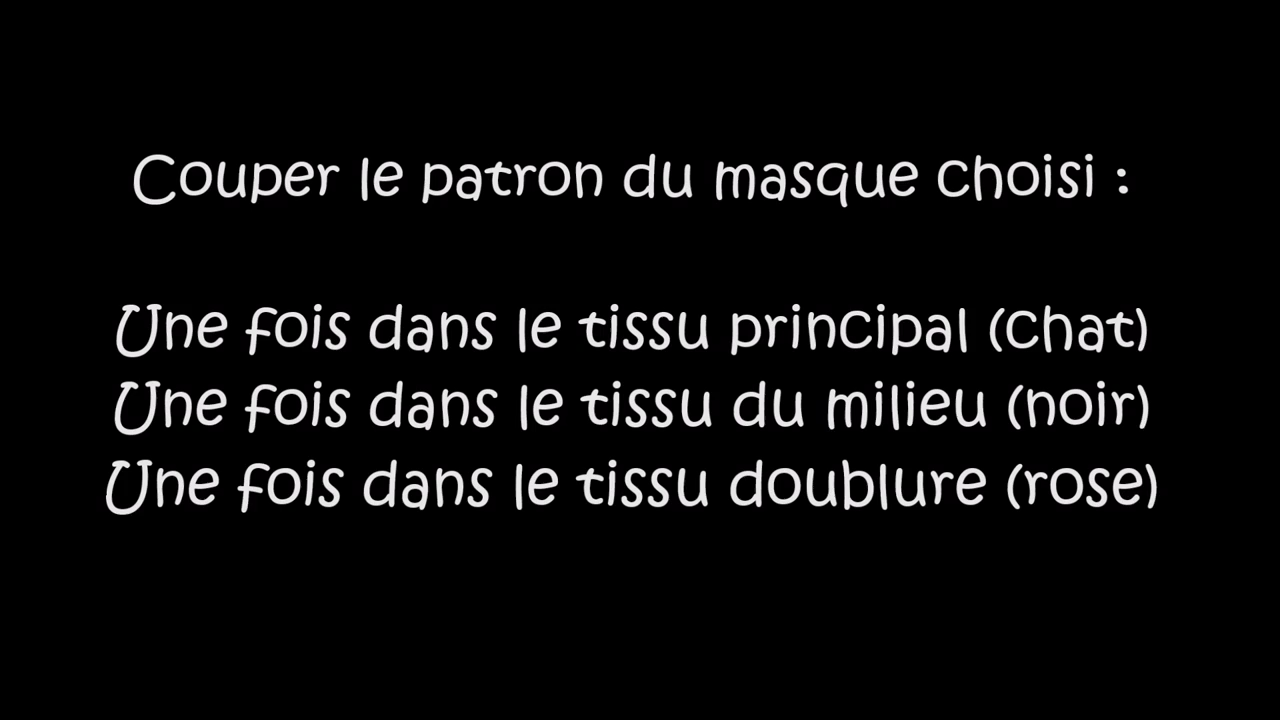 Couper le patron du masque choisi :
Une fois dans le tissu principal (chat)
Une fois dans le tissu du milieu (noir)
Une fois dans le tissu doublure (rose)